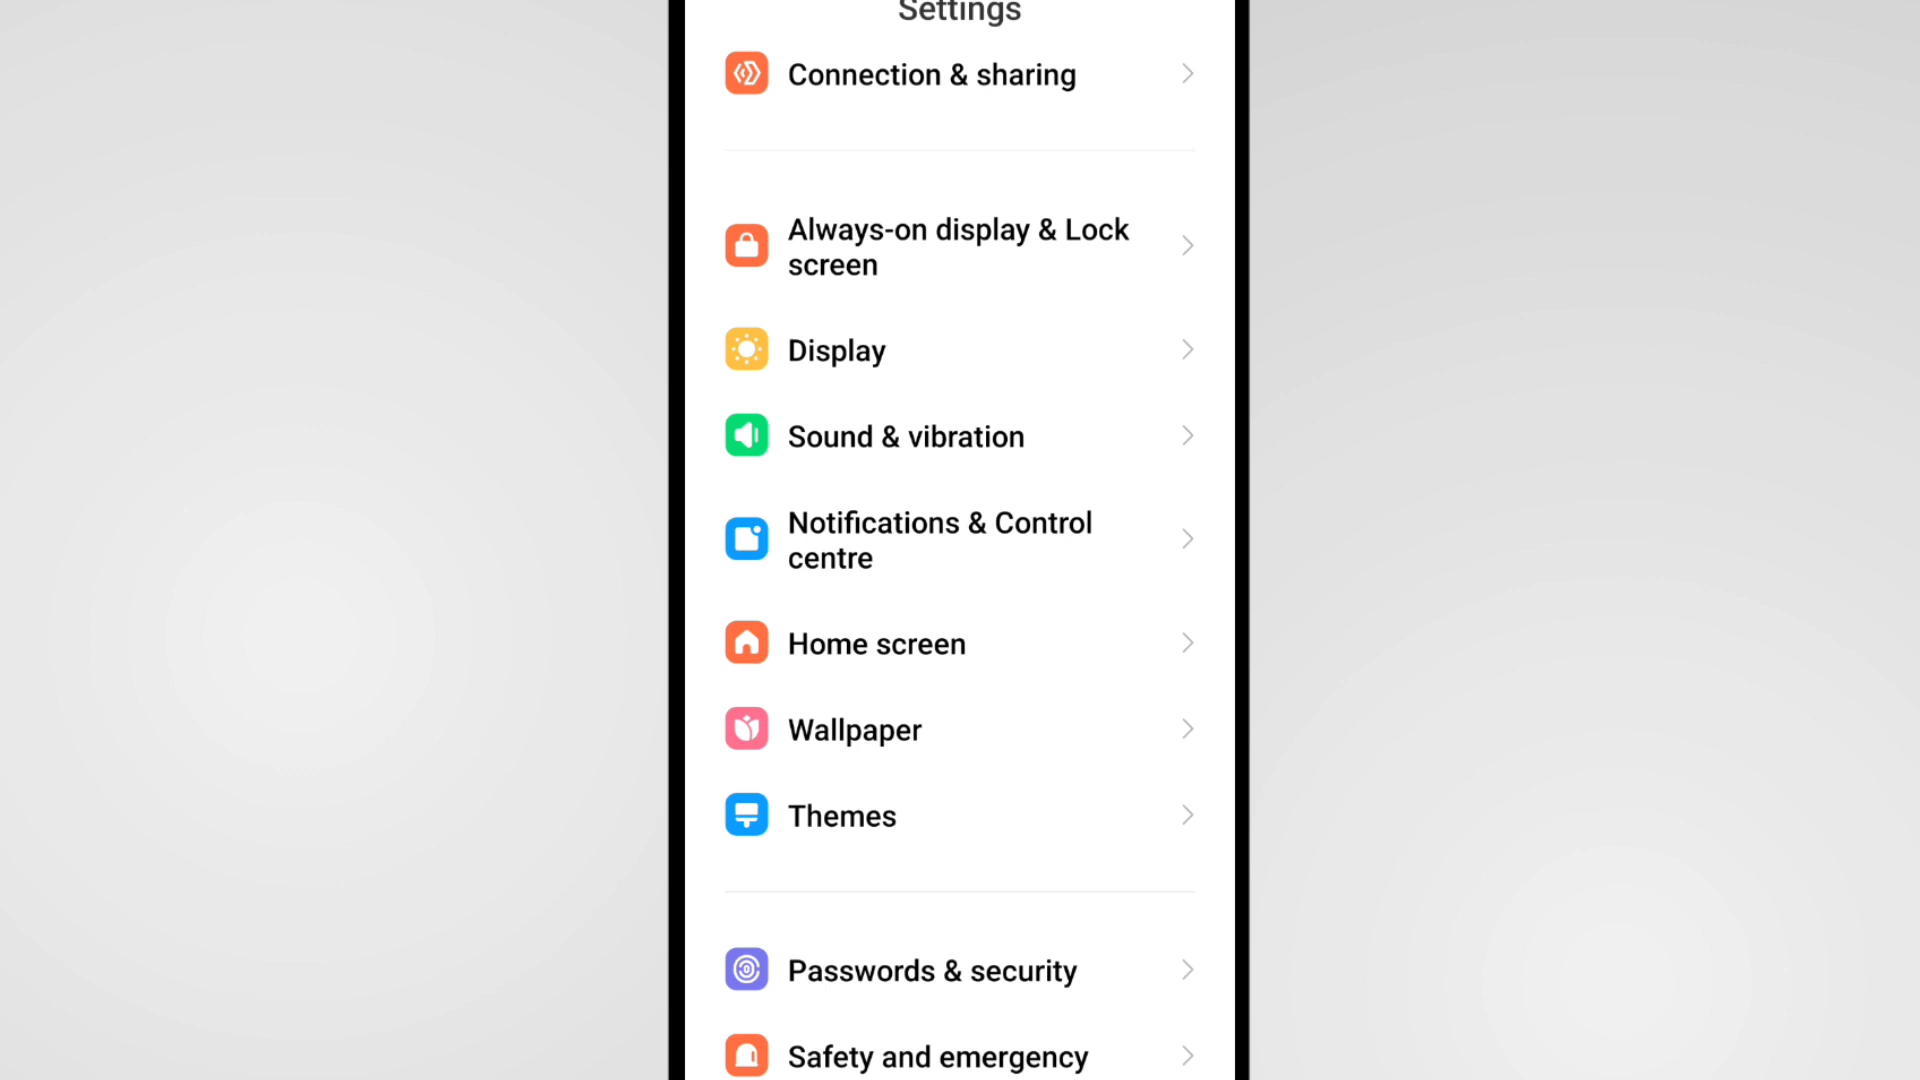 Settings
Connection & sharing
Always-on display & Lock
screen
Display
Sound & vibration
Notifications & Control
centre
Home screen
Wallpaper
Themes
Passwords & security
Safety and emergency